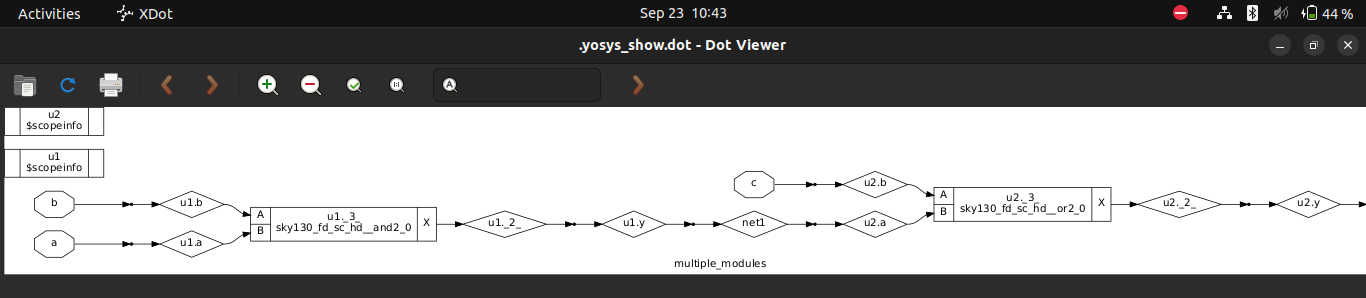 Activities
XDot
Sep 23 10:43
44 %
.yosys_show.dot - Dot Viewer
u2
$scopeinfo
u1
$scopeinfo
b
u1.b
a
u1.a
A
B
u1._3_
sky130_fd_sc_hd__and2_0
X
u1._2_
u1.y
net1
c
u2.b
u2.a
A
B
u2._3_
sky130_fd_sc_hd__or2_0
X
u2._2_
u2.y
multiple_modules